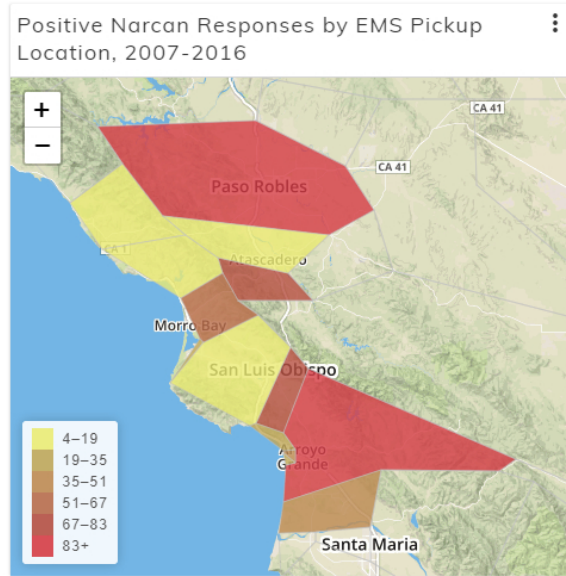 Positive Narcan Responses by EMS Pickup
Location, 2007-2016
+
−
CA 41
CA 41
Paso Robles
CA 1
Atascadero
Morro Bay
San Luis Obispo
Arroyo
Grande
Santa Maria
4–19
19–35
35–51
51–67
67–83
83+